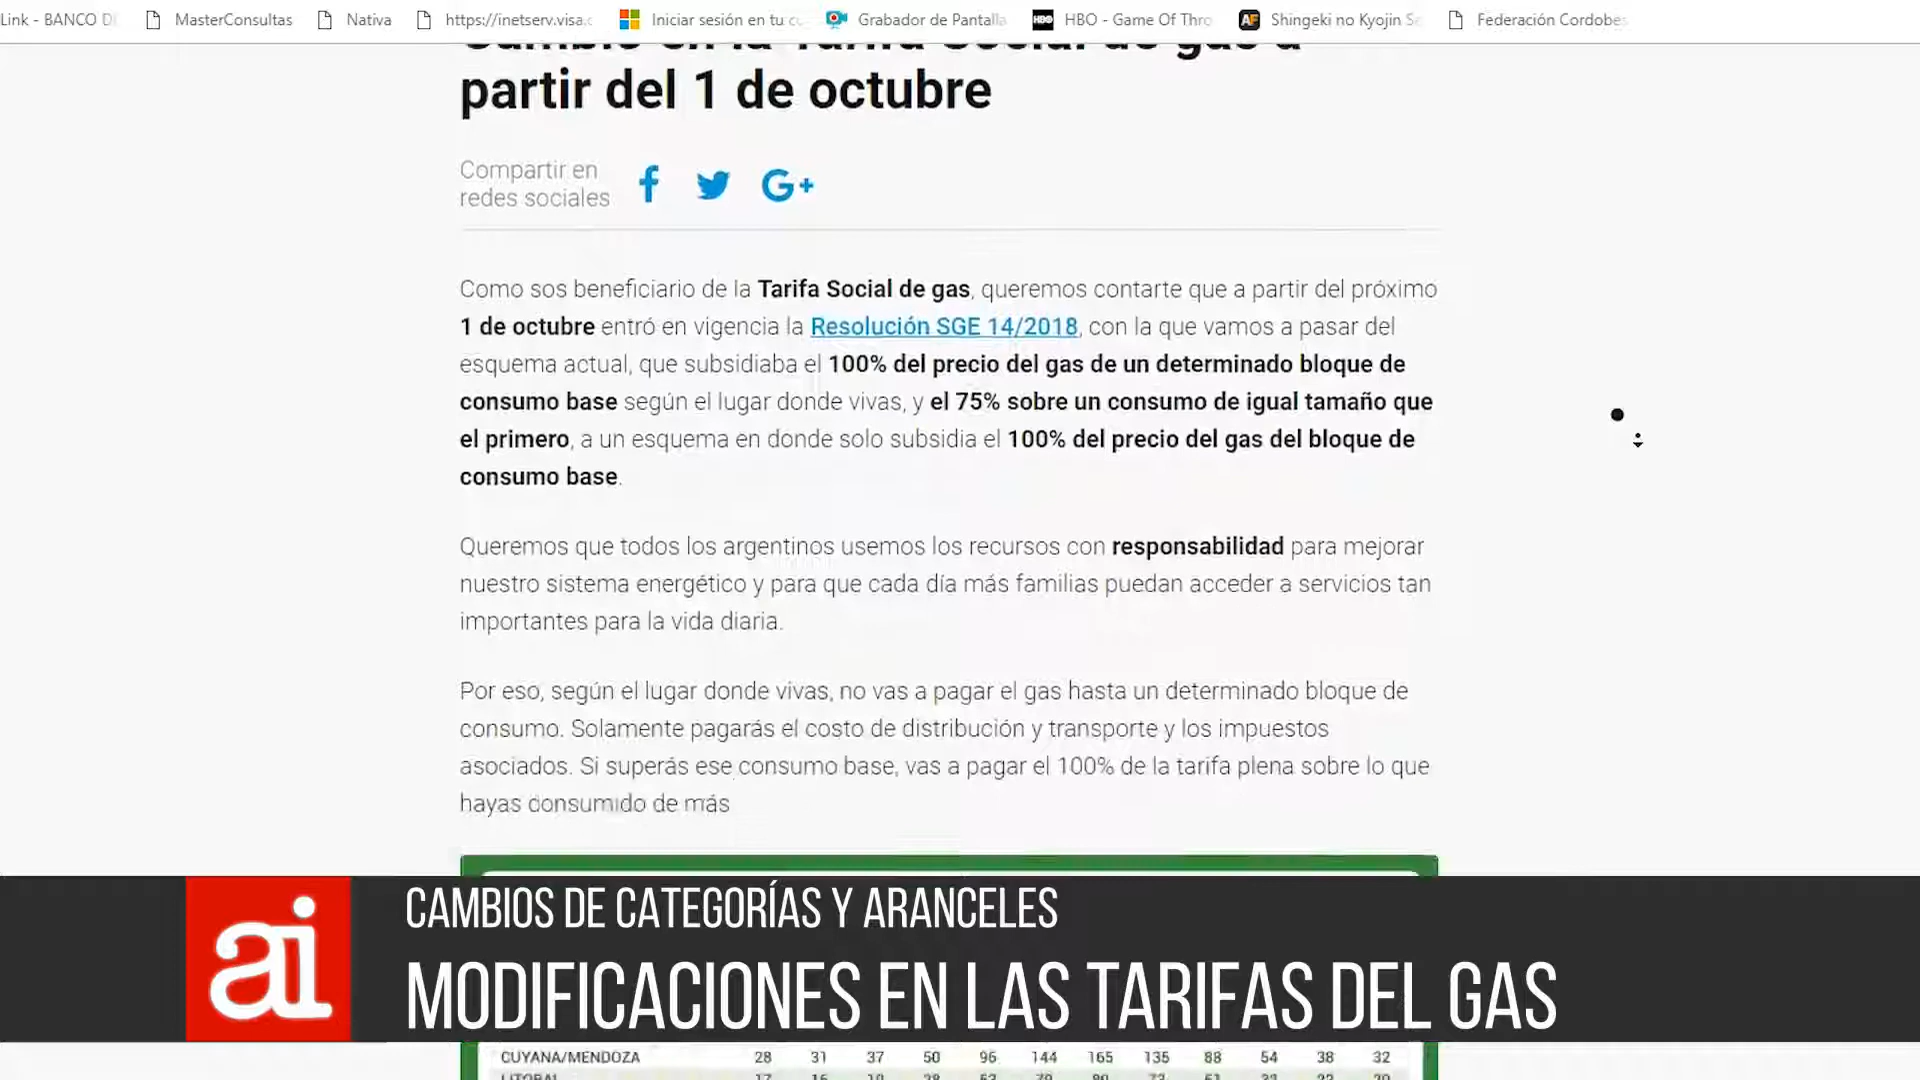 Link - BANCO DE
MasterConsultas
Nativa
https://inetserv.visa.c
Iniciar sesión en tu cu
Grabador de Pantalla
HBO - Game Of Thro
Shingeki no Kyojin Se
Federación Cordobes
Cambio en la Tarifa Social de gas a
partir del 1 de octubre
Compartir en
redes sociales
Como sos beneficiario de la Tarifa Social de gas, queremos contarte que a partir del próximo
1 de octubre entró en vigencia la Resolución SGE 14/2018, con la que vamos a pasar del
esquema actual, que subsidiaba el 100% del precio del gas de un determinado bloque de
consumo base según el lugar donde vivas, y el 75% sobre un consumo de igual tamaño que
el primero, a un esquema en donde solo subsidia el 100% del precio del gas del bloque de
consumo base.
Queremos que todos los argentinos usemos los recursos con responsabilidad para mejorar
nuestro sistema energético y para que cada día más familias puedan acceder a servicios tan
importantes para la vida diaria.
Por eso, según el lugar donde vivas, no vas a pagar el gas hasta un determinado bloque de
consumo. Solamente pagarás el costo de distribución y transporte y los impuestos
asociados. Si superás ese consumo base, vas a pagar el 100% de la tarifa plena sobre lo que
hayas consumido de más
ai
CAMBIOS DE CATEGORÍAS Y ARANCELES
MODIFICACIONES EN LAS TARIFAS DEL GAS
CUYANA/MENDOZA 28 31 37 50 96 144 165 135 88 54 38 32